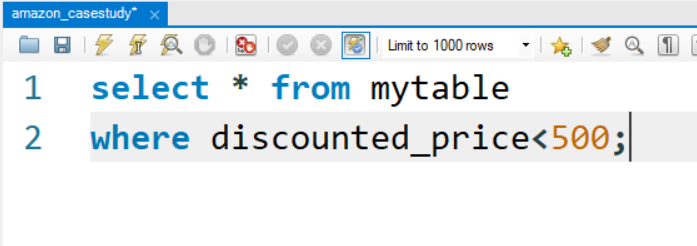 amazon_casestudy*
Limit to 1000 rows
1 select * from mytable
2 where discounted_price<500;